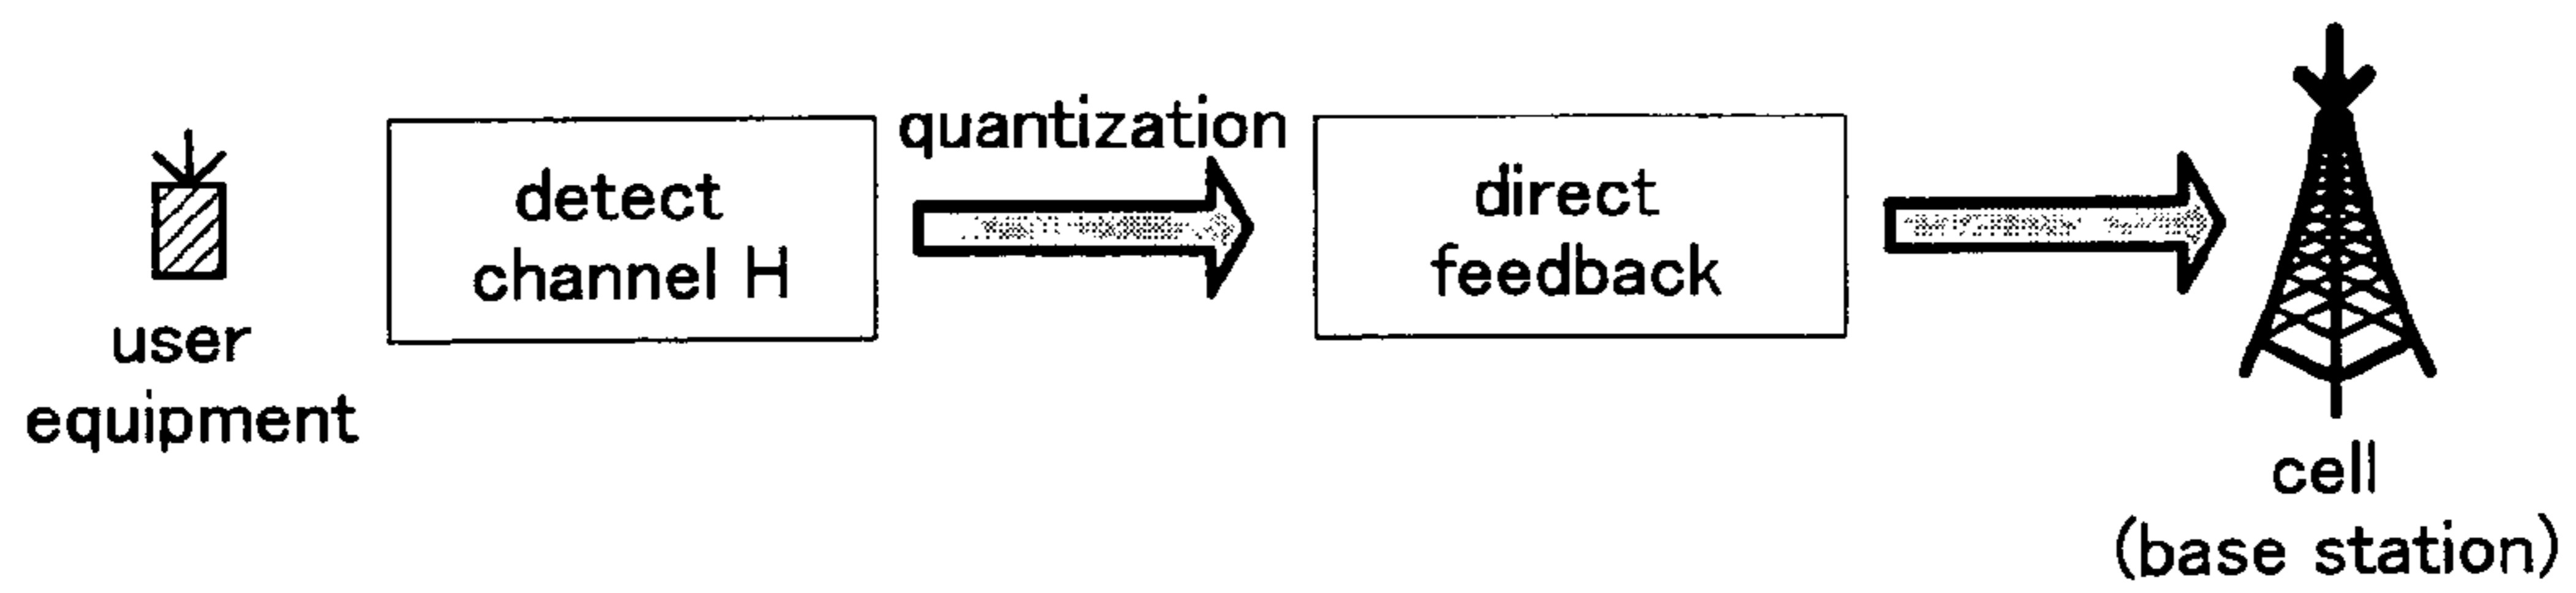 user
equipment
detect
channel H
quantization
direct
feedback
cell
(base station)